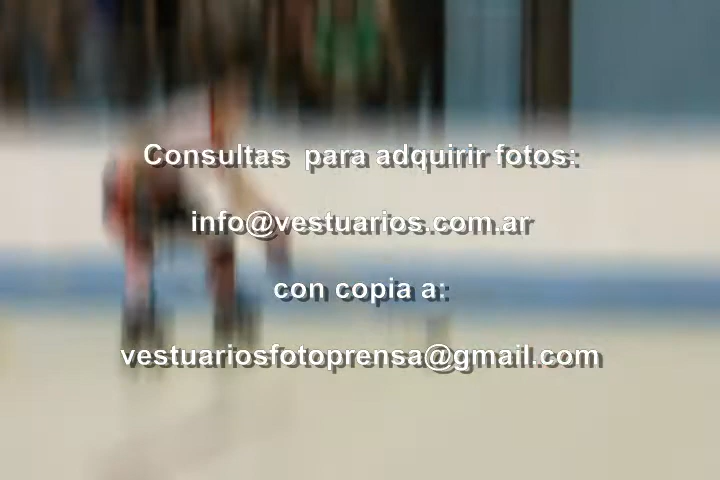 Consultas para adquirir fotos:
info@vestuarios.com.ar
con copia a:
vestuariosfotoprensa@gmail.com